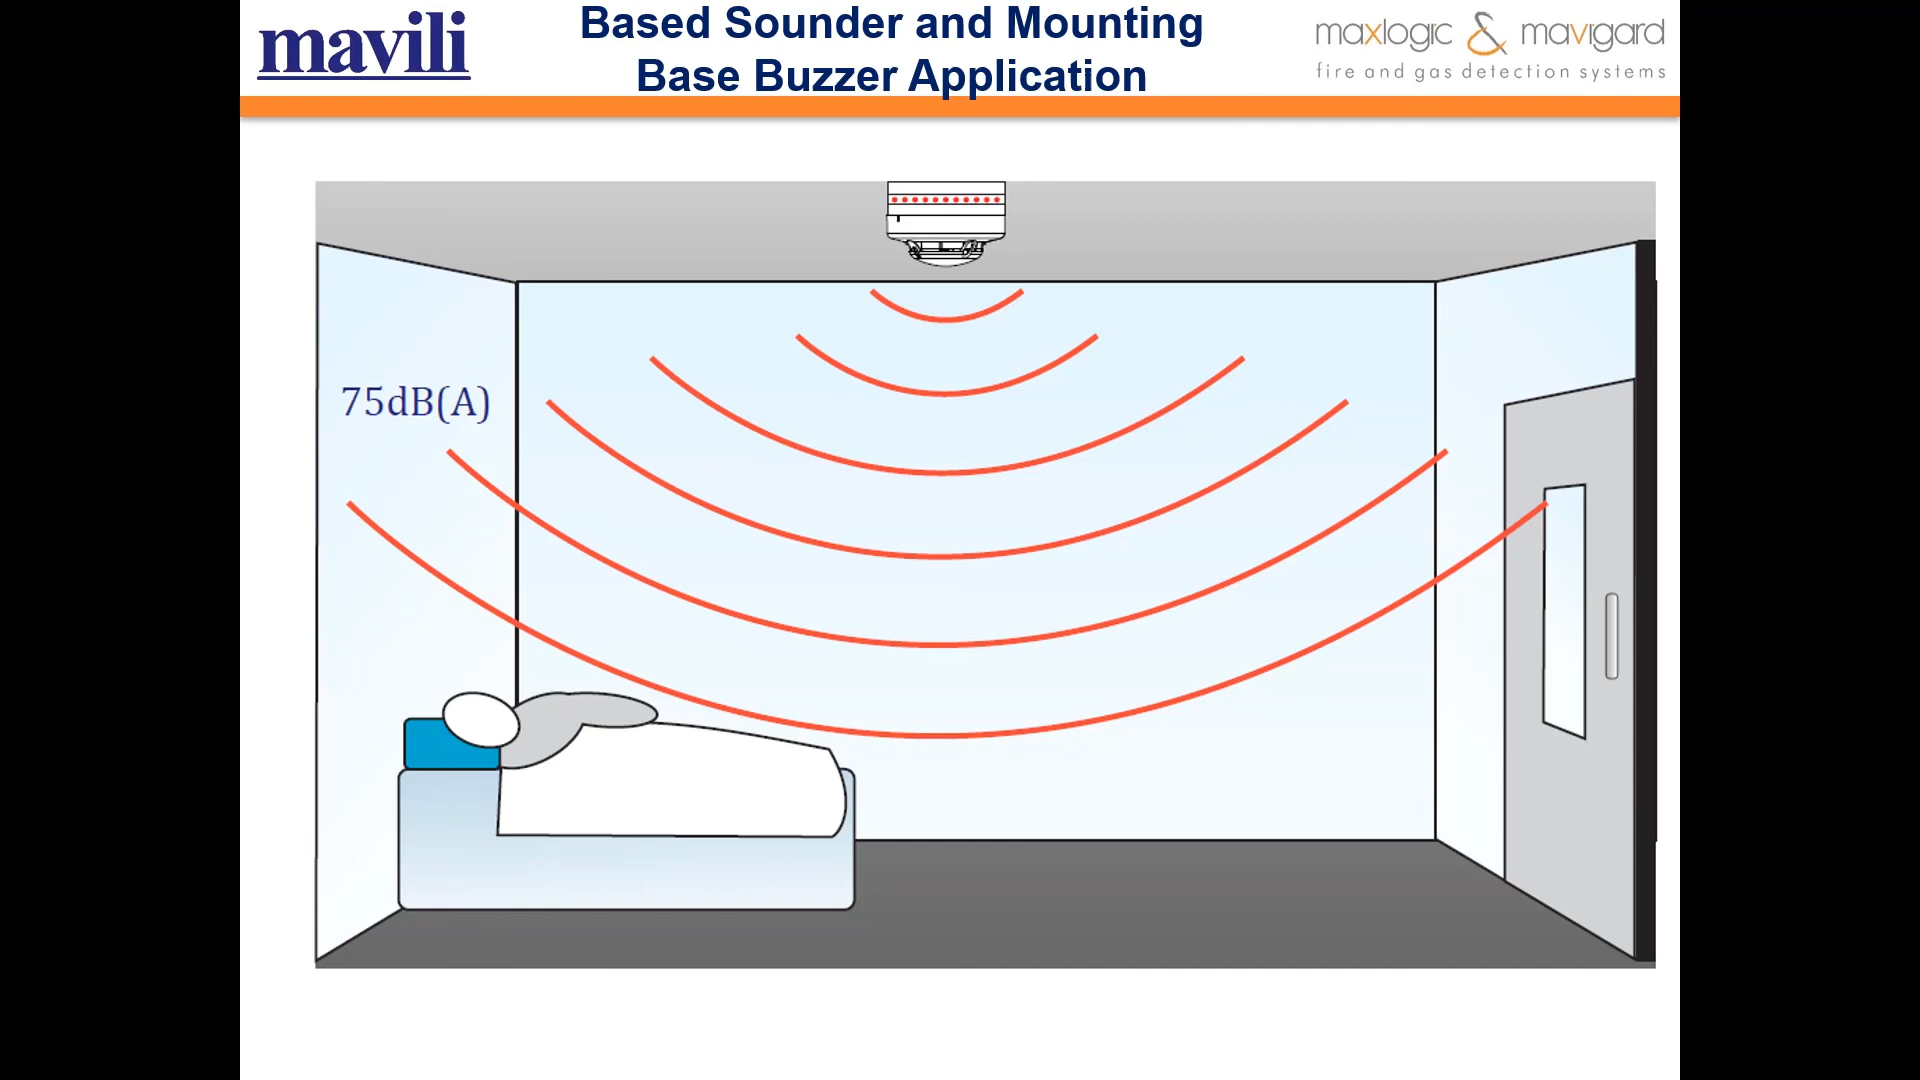 mavili
Based Sounder and Mounting
Base Buzzer Application
maxlogic & mavigard
fire and gas detection systems
75dB(A)